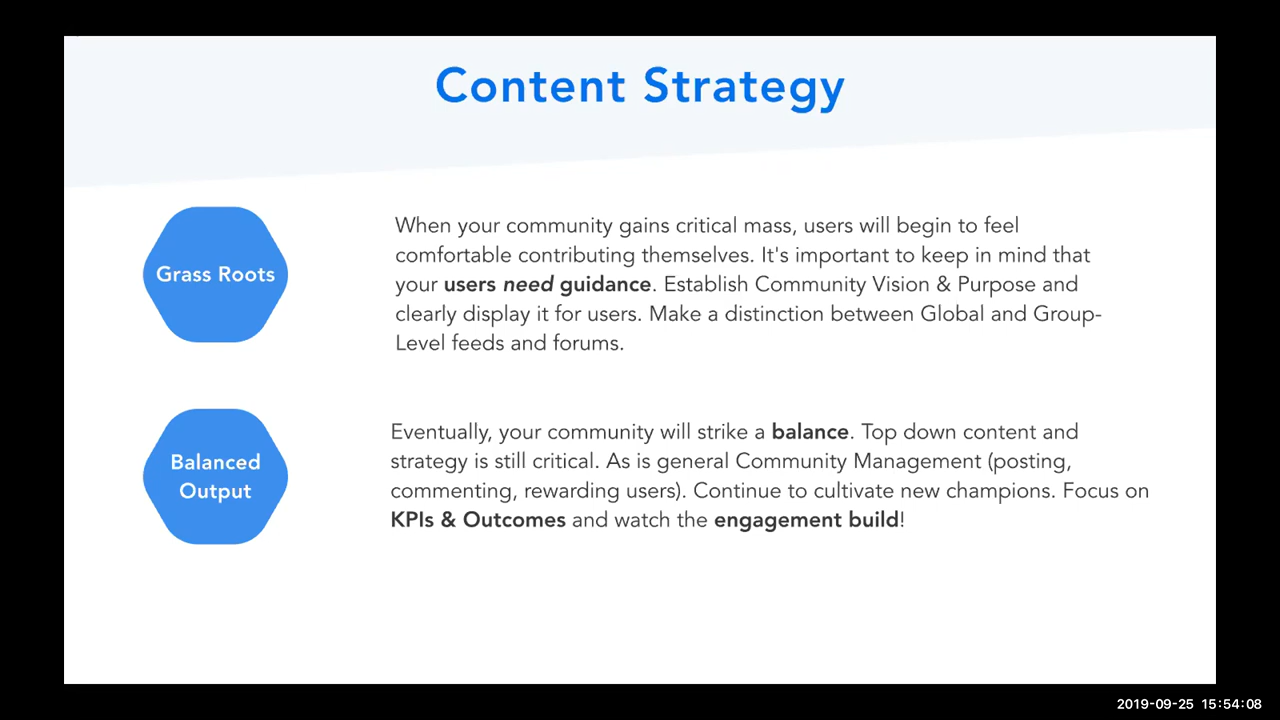 Content Strategy
Grass Roots
When your community gains critical mass, users will begin to feel
comfortable contributing themselves. It's important to keep in mind that
your users need guidance. Establish Community Vision & Purpose and
clearly display it for users. Make a distinction between Global and Group-
Level feeds and forums.
Balanced
Output
Eventually, your community will strike a balance. Top down content and
strategy is still critical. As is general Community Management (posting,
commenting, rewarding users). Continue to cultivate new champions. Focus on
KPIs & Outcomes and watch the engagement build!
2019-09-25 15:54:08